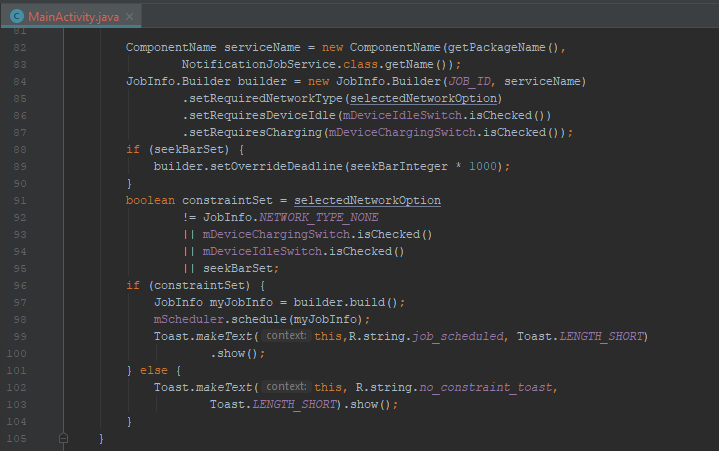 MainActivity.java
81
82 ComponentName serviceName = new ComponentName(getPackageName(),
83 NotificationJobService.class.getName());
84 JobInfo.Builder builder = new JobInfo.Builder(JOB_ID, serviceName)
85 .setRequiredNetworkType(selectedNetworkOption)
86 .setRequiresDeviceIdle(mDeviceIdleSwitch.isChecked())
87 .setRequiresCharging(mDeviceChargingSwitch.isChecked());
88 if (seekBarSet) {
89 builder.setOverrideDeadline(seekBarInteger * 1000);
90 }
91 boolean constraintSet = selectedNetworkOption
92 != JobInfo.NETWORK_TYPE_NONE
93 || mDeviceChargingSwitch.isChecked()
94 || mDeviceIdleSwitch.isChecked()
95 || seekBarSet;
96 if (constraintSet) {
97 JobInfo myJobInfo = builder.build();
98 mScheduler.schedule(myJobInfo);
99 Toast.makeText( context: this,R.string.job_scheduled, Toast.LENGTH_SHORT)
100 .show();
101 } else {
102 Toast.makeText( context: this, R.string.no_constraint_toast,
103 Toast.LENGTH_SHORT).show();
104 }
105 }